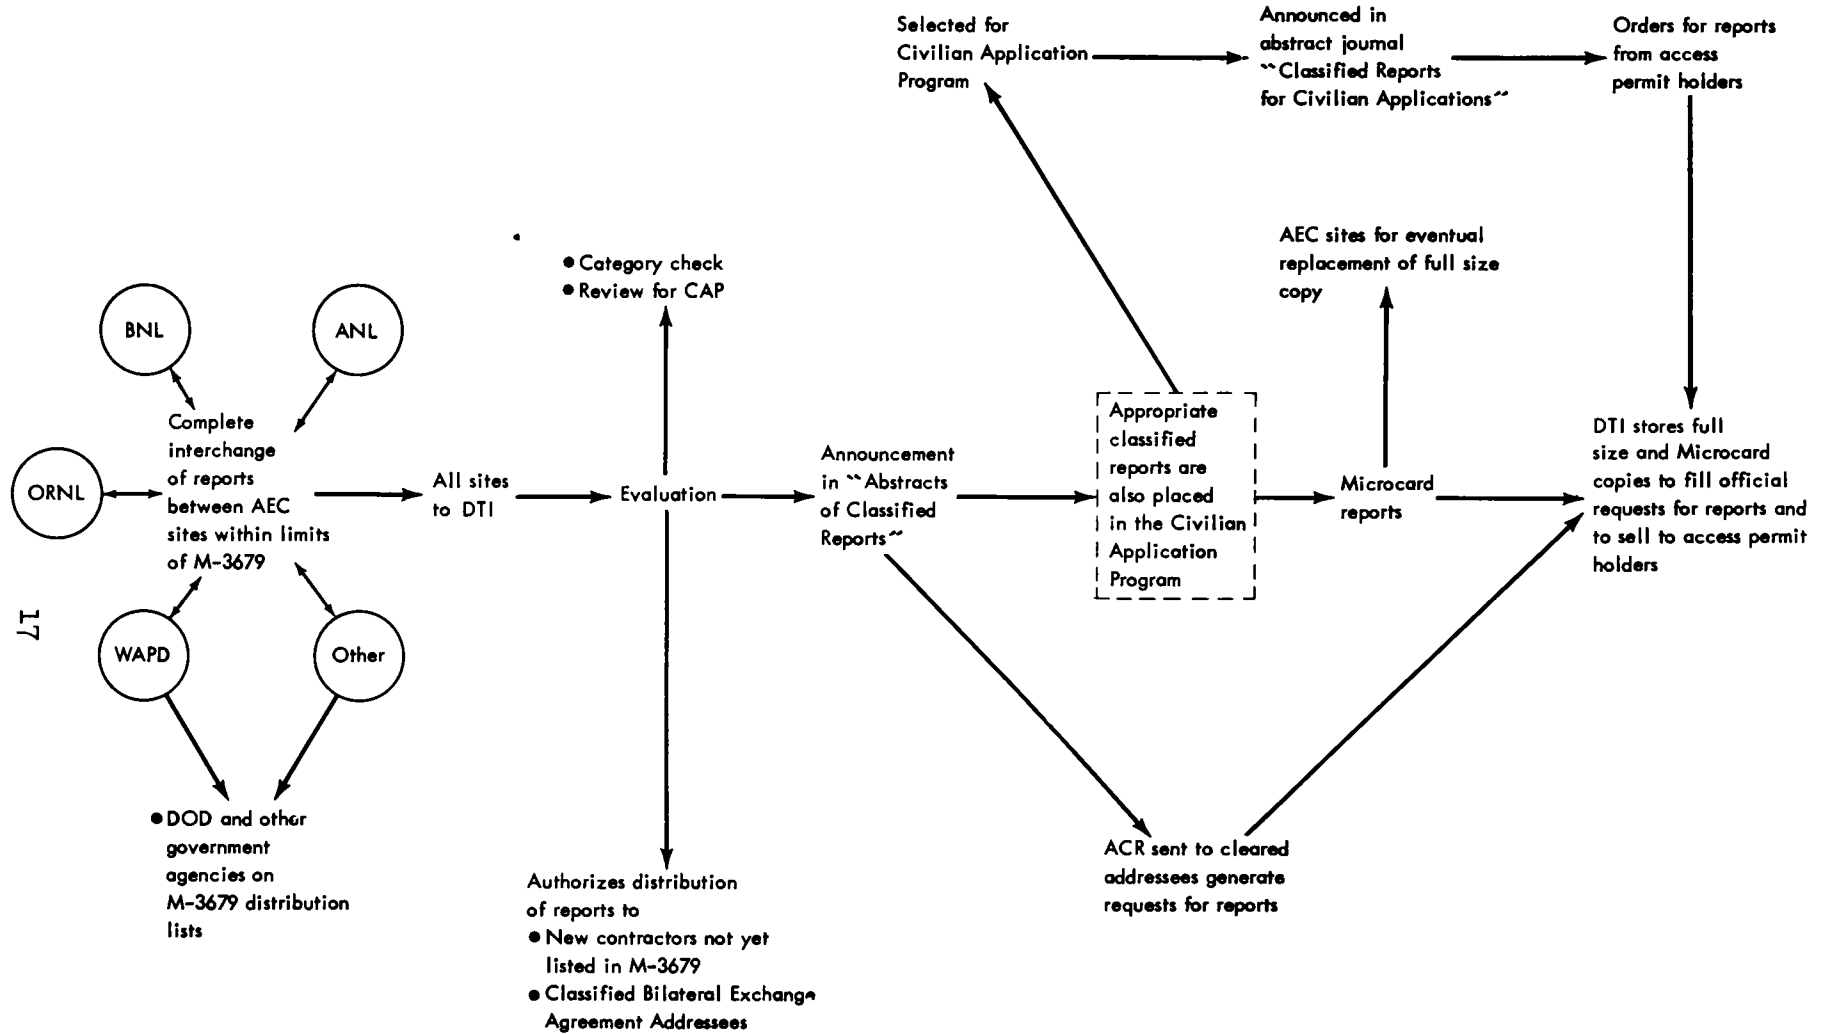 Selected for
Civilian Application
Program
Announced in
abstract journal
``Classified Reports
for Civilian Applications˝
Orders for reports
from access
permit holders
AEC sites for eventual
replacement of full size
copy
● Category check
● Review for CAP
BNL
ANL
ORNL
WAPD
Other
Complete
interchange
of reports
between AEC
sites within limits
of M-3679
All sites
to DTI
Evaluation
Announcement
in ``Abstracts
of Classified
Reports˝
Appropriate
classified
reports are
also placed
in the Civilian
Application
Program
Microcard
reports
DTI stores full
size and Microcard
copies to fill official
requests for reports and
to sell to access permit
holders
17
● DOD and other
government
agencies on
M-3679 distribution
lists
Authorizes distribution
of reports to
● New contractors not yet
listed in M-3679
● Classified Bilateral Exchange
Agreement Addressees
ACR sent to cleared
addressees generate
requests for reports